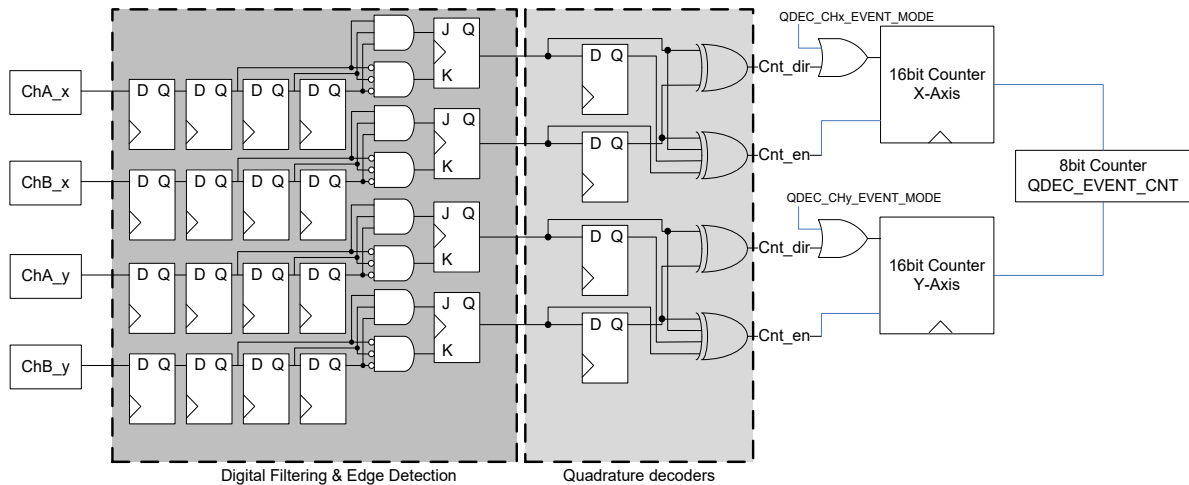 QDEC_CHx_EVENT_MODE
ChA_x
D Q D Q D Q D Q
J Q
K
D Q
Cnt_dir
16bit Counter
X-Axis
ChB_x
D Q D Q D Q D Q
J Q
K
D Q
Cnt_en
8bit Counter
QDEC_EVENT_CNT
QDEC_CHy_EVENT_MODE
ChA_y
D Q D Q D Q D Q
J Q
K
D Q
Cnt_dir
16bit Counter
Y-Axis
ChB_y
D Q D Q D Q D Q
J Q
K
D Q
Cnt_en
Digital Filtering & Edge Detection
Quadrature decoders